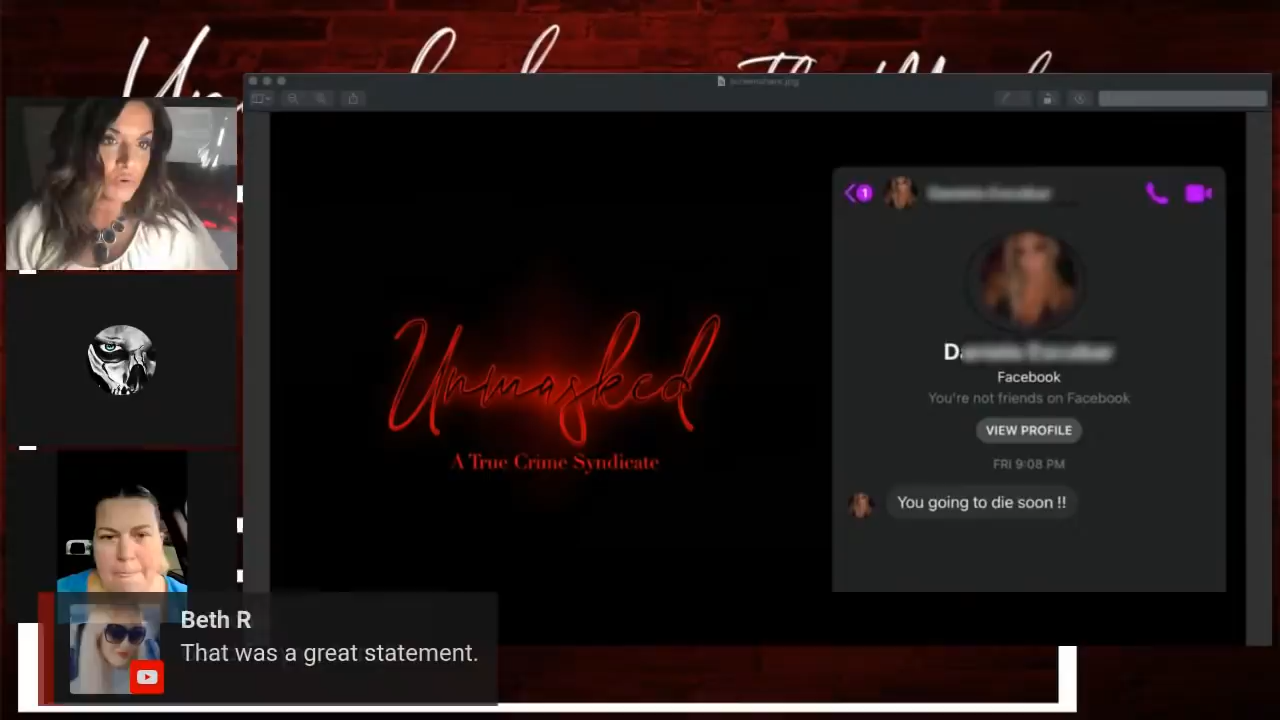 1
D
Facebook
You're not friends on Facebook
VIEW PROFILE
FRI 9:08 PM
You going to die soon !!
Unmasked
A True Crime Syndicate
Beth R
That was a great statement.